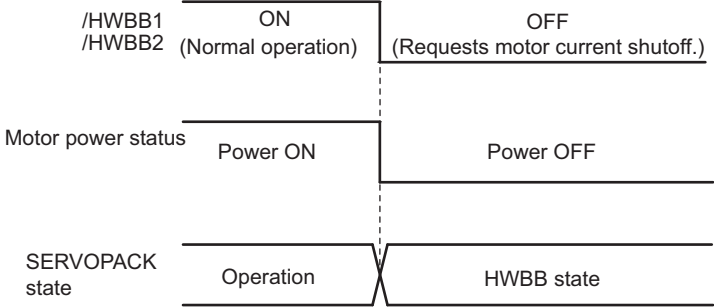 /HWBB1
/HWBB2
ON
(Normal operation)
OFF
(Requests motor current shutoff.)
Motor power status
Power ON
Power OFF
SERVOPACK
state
Operation
HWBB state